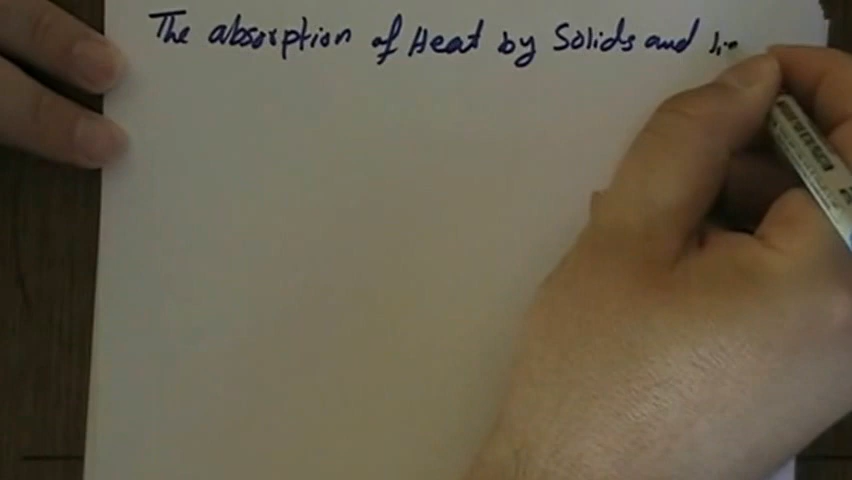 The absorption of Heat by Solids and